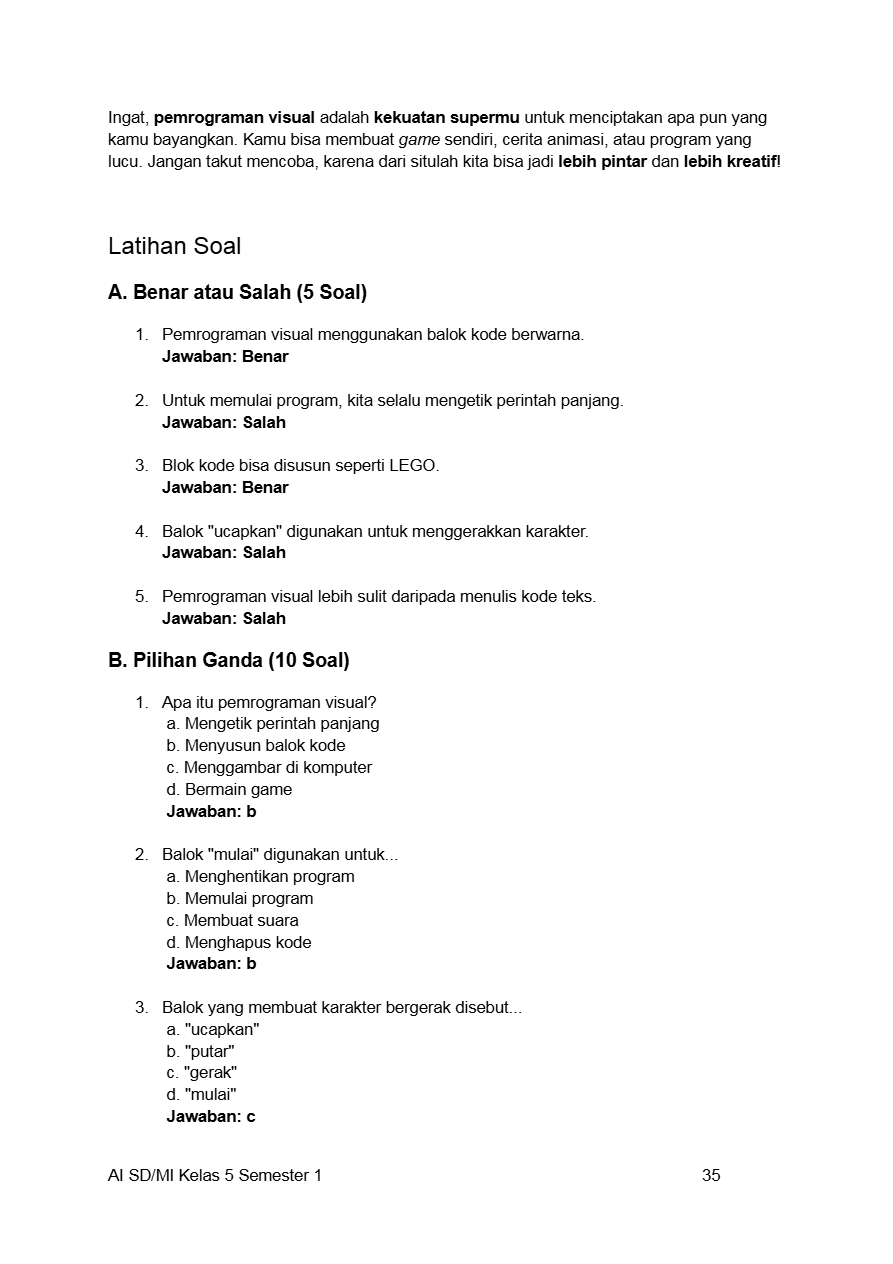 Ingat, pemrograman visual adalah kekuatan supermu untuk menciptakan apa pun yang
kamu bayangkan. Kamu bisa membuat game sendiri, cerita animasi, atau program yang
lucu. Jangan takut mencoba, karena dari situlah kita bisa jadi lebih pintar dan lebih kreatif!
Latihan Soal
A. Benar atau Salah (5 Soal)
1. Pemrograman visual menggunakan balok kode berwarna.
Jawaban: Benar
2. Untuk memulai program, kita selalu mengetik perintah panjang.
Jawaban: Salah
3. Blok kode bisa disusun seperti LEGO.
Jawaban: Benar
4. Balok "ucapkan" digunakan untuk menggerakkan karakter.
Jawaban: Salah
5. Pemrograman visual lebih sulit daripada menulis kode teks.
Jawaban: Salah
B. Pilihan Ganda (10 Soal)
1. Apa itu pemrograman visual?
a. Mengetik perintah panjang
b. Menyusun balok kode
c. Menggambar di komputer
d. Bermain game
Jawaban: b
2. Balok "mulai" digunakan untuk...
a. Menghentikan program
b. Memulai program
c. Membuat suara
d. Menghapus kode
Jawaban: b
3. Balok yang membuat karakter bergerak disebut...
a. "ucapkan"
b. "putar"
c. "gerak"
d. "mulai"
Jawaban: c
AI SD/MI Kelas 5 Semester 1 35